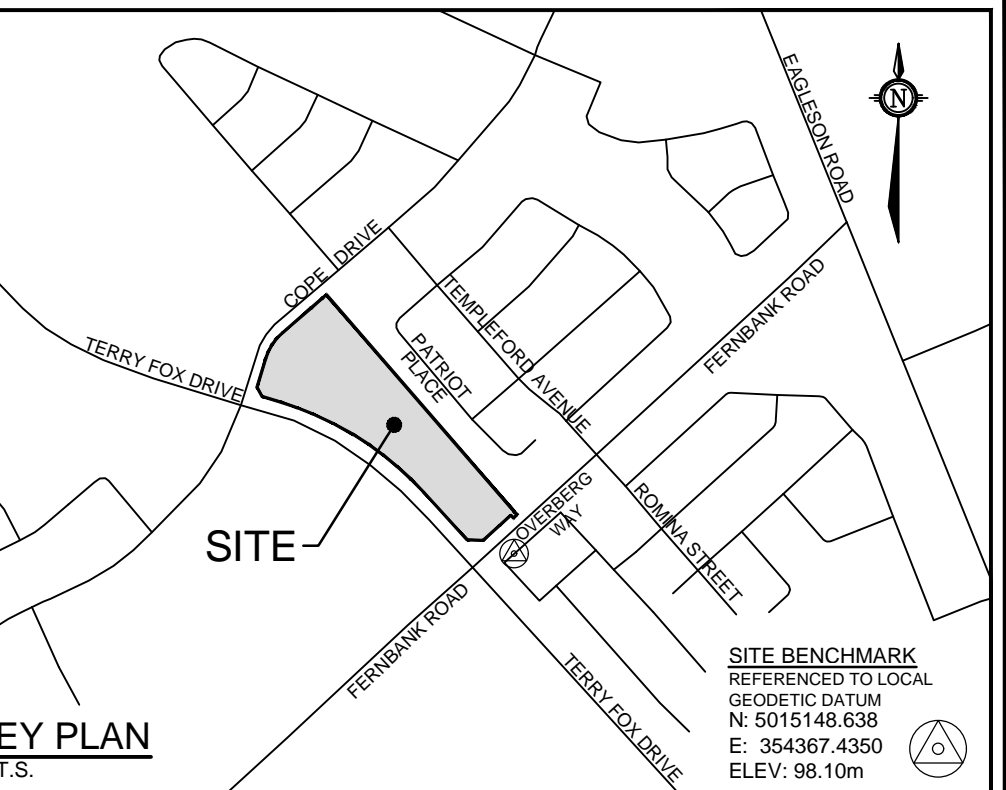 EAGLESON ROAD
N
COPE DRIVE
TERRY FOX DRIVE
TEMPLEFORD AVENUE
PATRIOT
PLACE
FERNBANK ROAD
SITE
OVERBERG
WAY
ROMINA STREET
FERNBANK ROAD
TERRY FOX DRIVE
EY PLAN
T.S.
SITE BENCHMARK
REFERENCED TO LOCAL
GEODETIC DATUM
N: 5015148.638
E: 354367.4350
ELEV: 98.10m